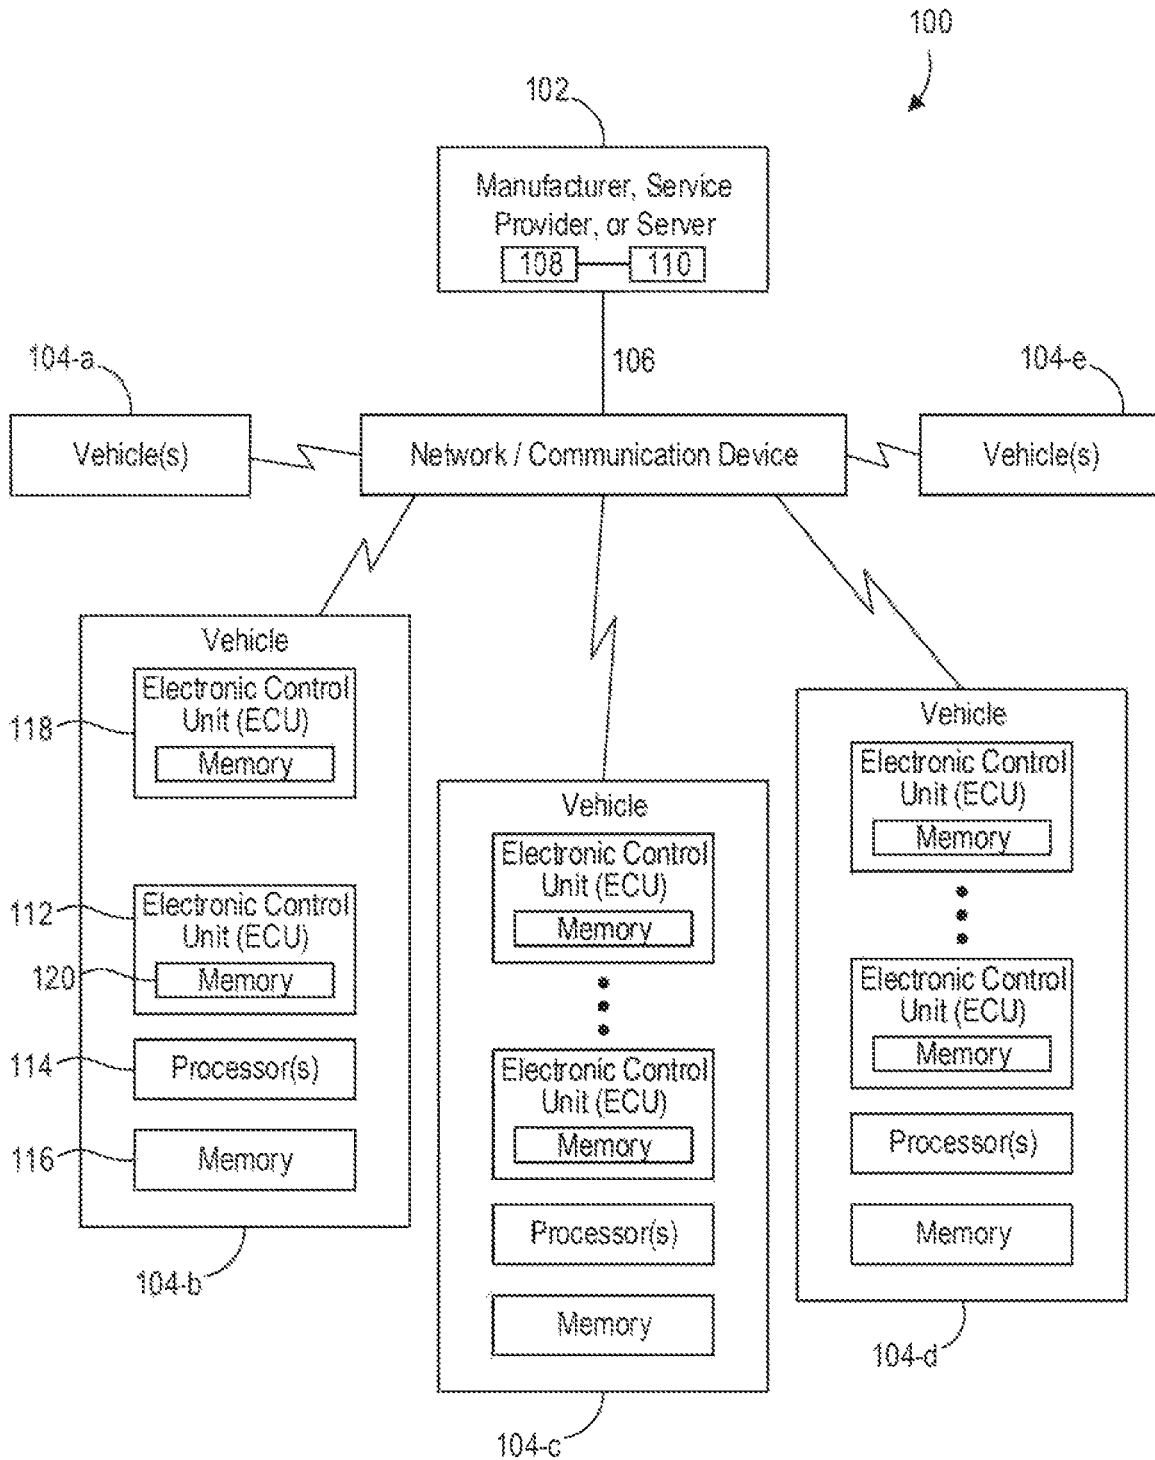 100
102
Manufacturer, Service
Provider, or Server
108
110
106
104-a
104-e
Vehicle(s)
Network / Communication Device
Vehicle(s)
Vehicle
Electronic Control
Unit (ECU)
Memory
118
Electronic Control
Unit (ECU)
Memory
112
120
Processor(s)
114
Memory
116
104-b
Vehicle
Electronic Control
Unit (ECU)
Memory
Electronic Control
Unit (ECU)
Memory
Processor(s)
Memory
104-c
Vehicle
Electronic Control
Unit (ECU)
Memory
Electronic Control
Unit (ECU)
Memory
Processor(s)
Memory
104-d